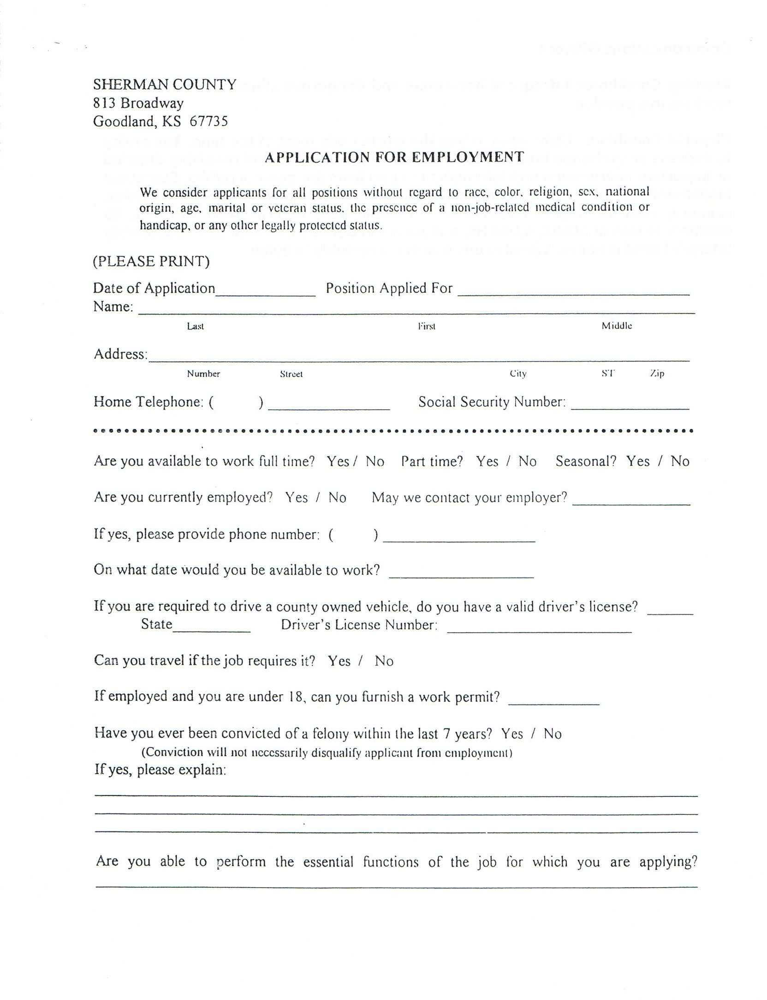 SHERMAN COUNTY
813 Broadway
Goodland, KS 67735
APPLICATION FOR EMPLOYMENT
We consider applicants for all positions without regard to race, color, religion, sex, national
origin, age, marital or veteran status, the presence of a non-job-related medical condition or
handicap, or any other legally protected status.
(PLEASE PRINT)
Date of Application____________ Position Applied For ____________________________
Name: ____________________________________________________________________
Last First Middle
Address:__________________________________________________________________
Number Street City ST Zip
Home Telephone: ( ) _______________ Social Security Number: ______________
Are you available to work full time? Yes / No Part time? Yes / No Seasonal? Yes / No
Are you currently employed? Yes / No May we contact your employer? ______________
If yes, please provide phone number: ( ) ___________________
On what date would you be available to work? __________________
If you are required to drive a county owned vehicle, do you have a valid driver's license? ______
State__________ Driver's License Number: _______________________
Can you travel if the job requires it? Yes / No
If employed and you are under 18, can you furnish a work permit? ___________
Have you ever been convicted of a felony within the last 7 years? Yes / No
(Conviction will not necessarily disqualify applicant from employment)
If yes, please explain:
Are you able to perform the essential functions of the job for which you are applying?